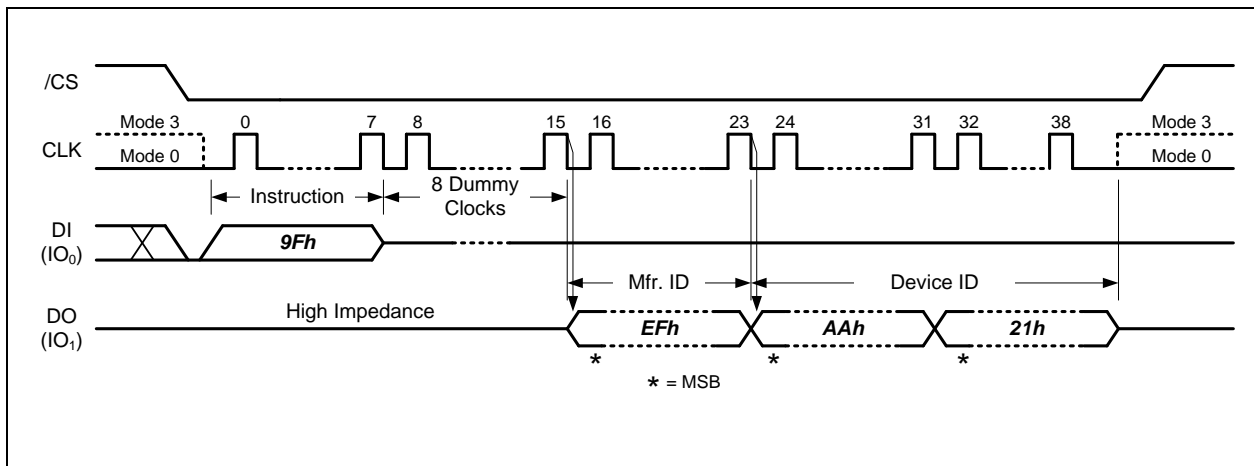 /CS
Mode 3 0 7 8 15 16 23 24 31 32 38 Mode 3
CLK
Mode 0 Mode 0
Instruction
8 Dummy
Clocks
DI
(IO0)
9Fh
Mfr. ID
Device ID
DO
(IO1)
High Impedance
EFh
AAh
21h
* * *
* = MSB